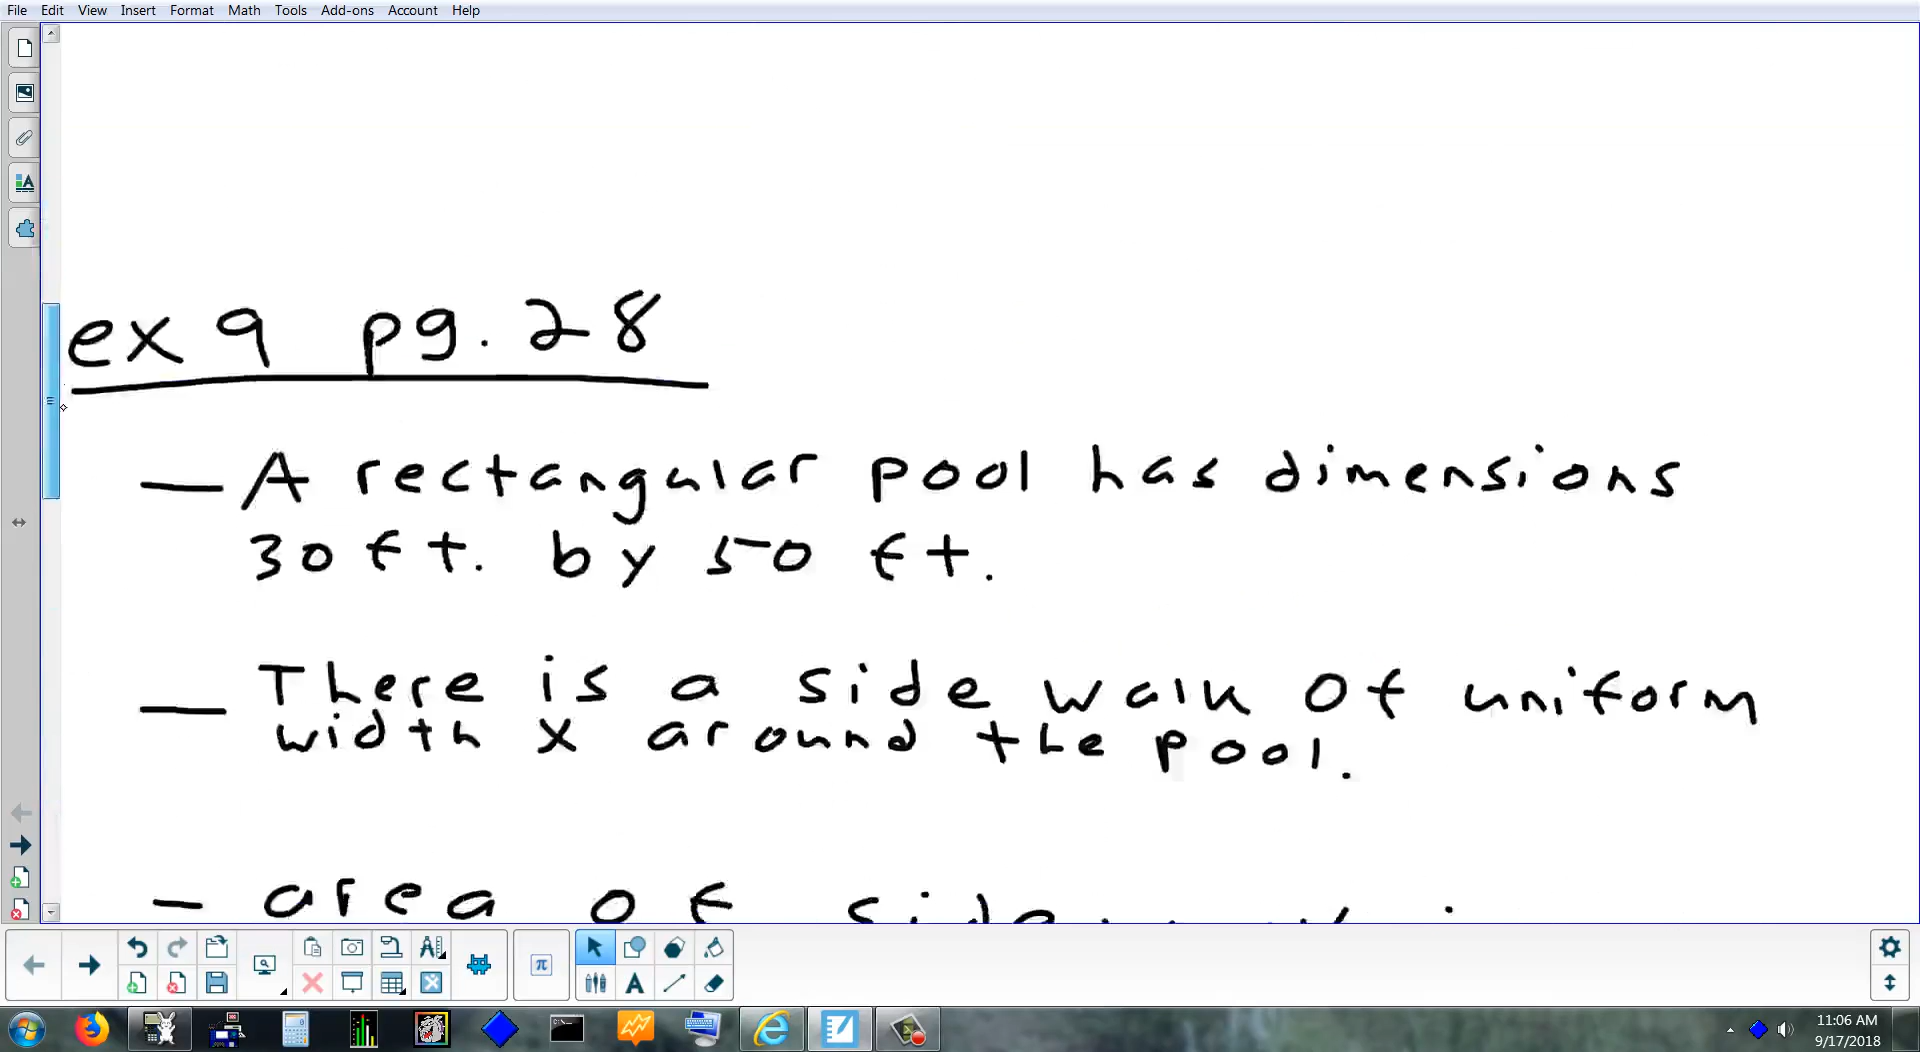 File Edit View Insert Format Math Tools Add-ons Account Help
ex 9 pg. 28
— A rectangular pool has dimensions
30 ft. by 50 ft.
— There is a side walk of uniform
width x around the pool.
- area of
11:06 AM
9/17/2018